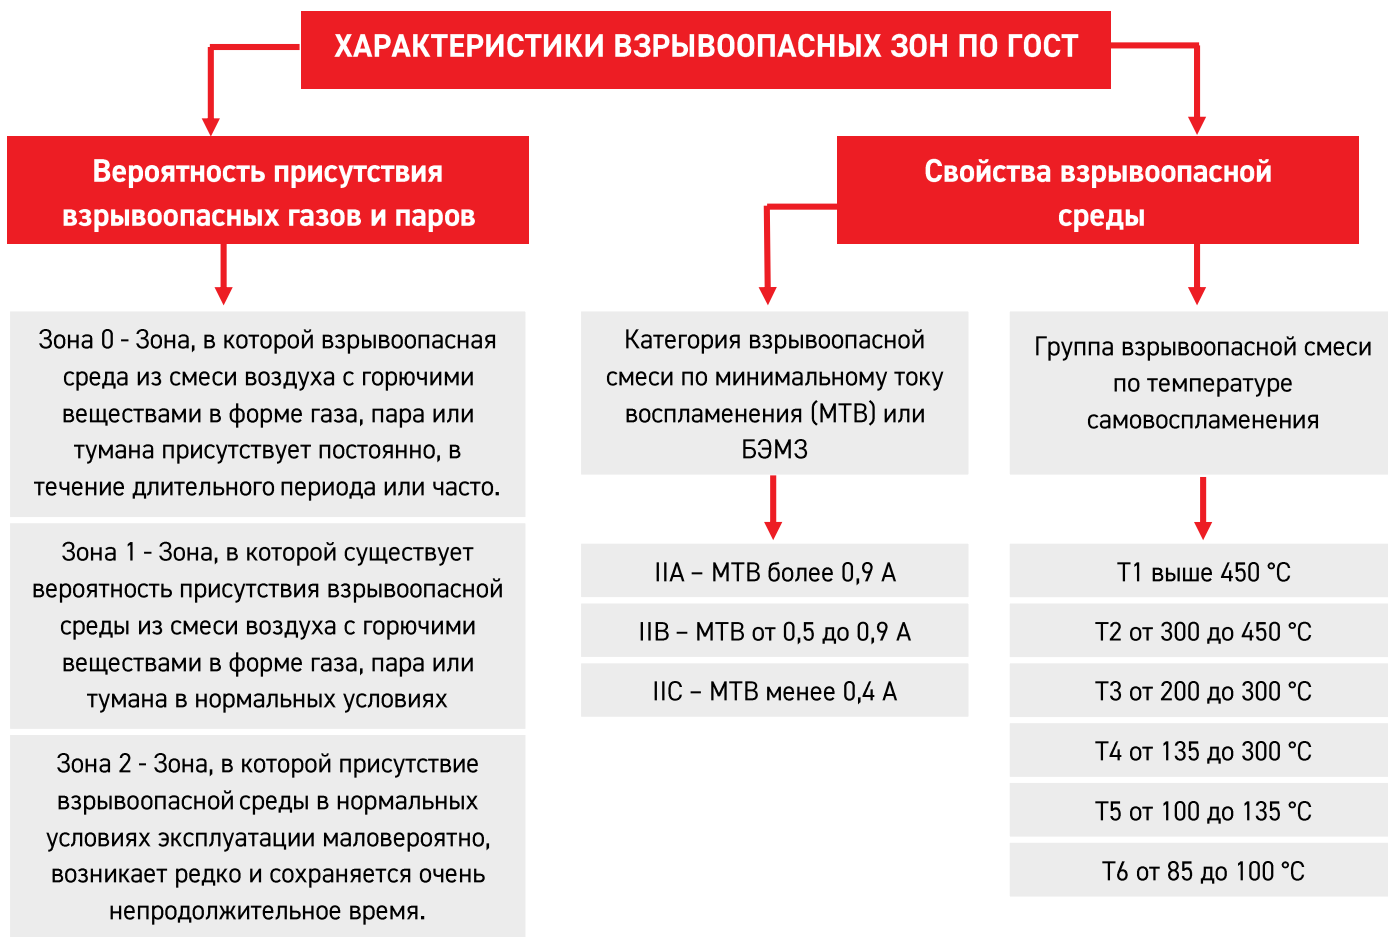 ХАРАКТЕРИСТИКИ ВЗРЫВООПАСНЫХ ЗОН ПО ГОСТ
Вероятность присутствия
взрывоопасных газов и паров
Зона 0 - Зона, в которой взрывоопасная
среда из смеси воздуха с горючими
веществами в форме газа, пара или
тумана присутствует постоянно, в
течение длительного периода или часто.
Зона 1 - Зона, в которой существует
вероятность присутствия взрывоопасной
среды из смеси воздуха с горючими
веществами в форме газа, пара или
тумана в нормальных условиях
Зона 2 - Зона, в которой присутствие
взрывоопасной среды в нормальных
условиях эксплуатации маловероятно,
возникает редко и сохраняется очень
непродолжительное время.
Свойства взрывоопасной
среды
Категория взрывоопасной
смеси по минимальному току
воспламенения (МТВ) или
БЭМЗ
IIA – МТВ более 0,9 А
IIB – МТВ от 0,5 до 0,9 А
IIC – МТВ менее 0,4 А
Группа взрывоопасной смеси
по температуре
самовоспламенения
T1 выше 450 °C
T2 от 300 до 450 °C
T3 от 200 до 300 °C
T4 от 135 до 300 °C
T5 от 100 до 135 °C
T6 от 85 до 100 °C